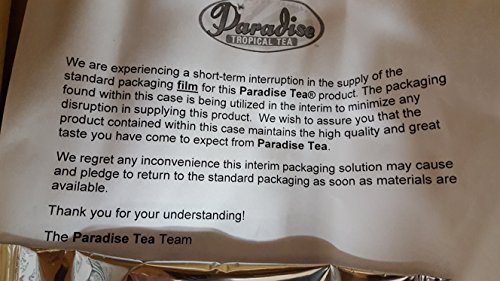 Paradise
TROPICAL TEA
We are experiencing a short-term interruption in the supply of the
standard packaging film for this Paradise Tea® product. The packaging
found within this case is being utilized in the interim to minimize any
disruption in supplying this product. We wish to assure you that the
product contained within this case maintains the high quality and great
taste you have come to expect from Paradise Tea.
We regret any inconvenience this interim packaging solution may cause
and pledge to return to the standard packaging as soon as materials are
available.
Thank you for your understanding!
The Paradise Tea Team